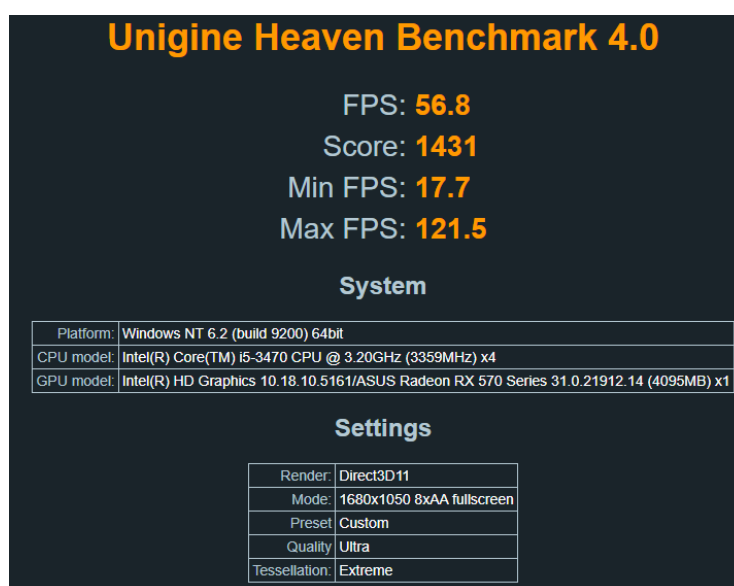 Unigine Heaven Benchmark 4.0
FPS: 56.8
Score: 1431
Min FPS: 17.7
Max FPS: 121.5
System
Platform: Windows NT 6.2 (build 9200) 64bit
CPU model: Intel(R) Core(TM) i5-3470 CPU @ 3.20GHz (3359MHz) x4
GPU model: Intel(R) HD Graphics 10.18.10.5161/ASUS Radeon RX 570 Series 31.0.21912.14 (4095MB) x1
Settings
Render: Direct3D11
Mode: 1680x1050 8xAA fullscreen
Preset Custom
Quality Ultra
Tessellation: Extreme